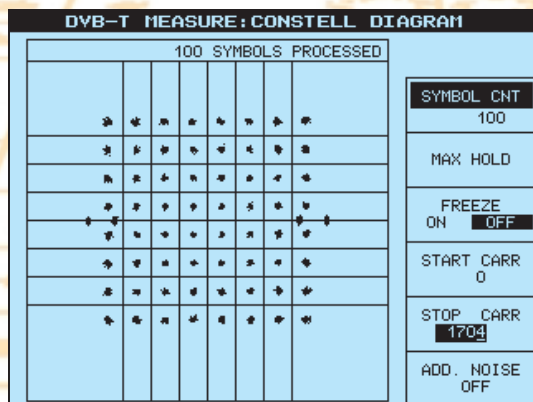 DVB-T MEASURE:CONSTELL DIAGRAM
100 SYMBOLS PROCESSED
SYMBOL CNT
100
MAX HOLD
FREEZE
ON OFF
START CARR
0
STOP CARR
1704
ADD. NOISE
OFF